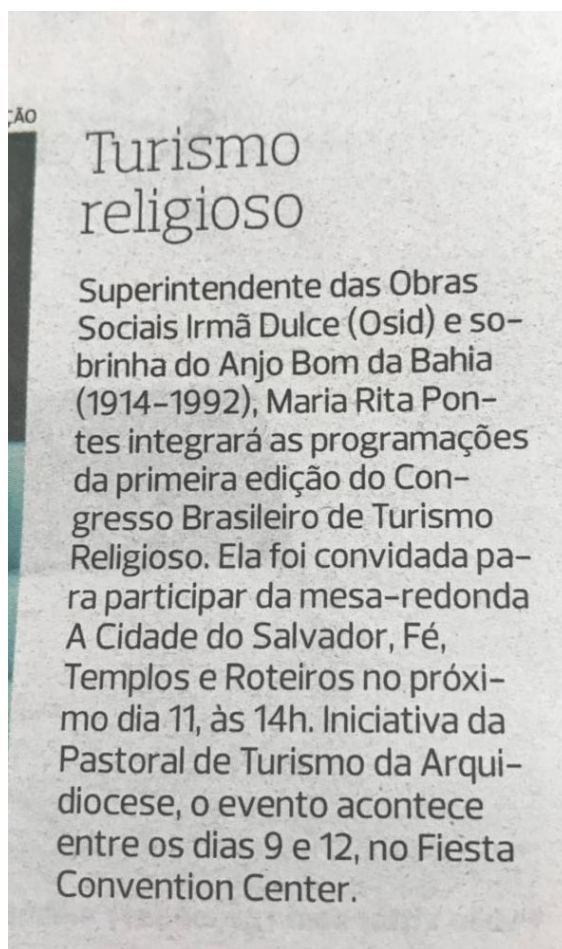 ÇÃO
Turismo
religioso
Superintendente das Obras
Sociais Irmã Dulce (Osid) e so-
brinha do Anjo Bom da Bahia
(1914-1992), Maria Rita Pon-
tes integrará as programações
da primeira edição do Con-
gresso Brasileiro de Turismo
Religioso. Ela foi convidada pa-
ra participar da mesa-redonda
A Cidade do Salvador, Fé,
Templos e Roteiros no próxi-
mo dia 11, às 14h. Iniciativa da
Pastoral de Turismo da Arqui-
diocese, o evento acontece
entre os dias 9 e 12, no Fiesta
Convention Center.